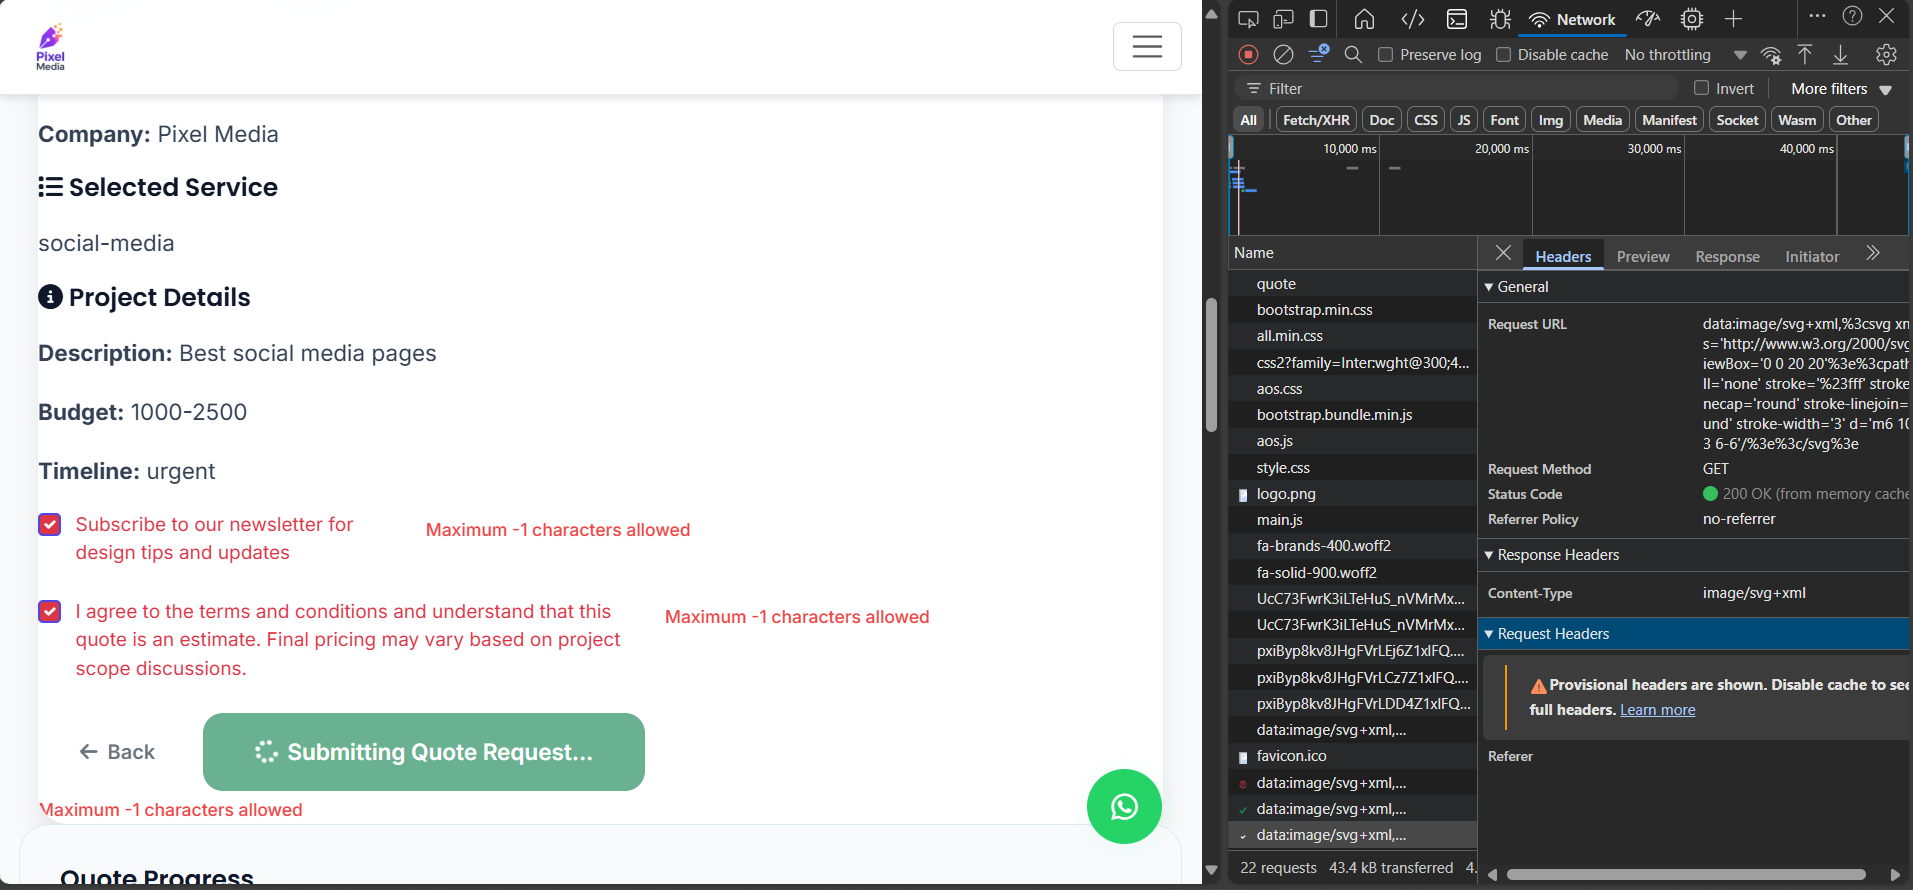 Pixel
Media
Company: Pixel Media
Selected Service
social-media
Project Details
Description: Best social media pages
Budget: 1000-2500
Timeline: urgent
Subscribe to our newsletter for
design tips and updates
Maximum -1 characters allowed
I agree to the terms and conditions and understand that this
quote is an estimate. Final pricing may vary based on project
scope discussions.
Maximum -1 characters allowed
Back
Submitting Quote Request...
Maximum -1 characters allowed
Quote Progress
Network
Preserve log
Disable cache
No throttling
Filter
Invert
More filters
All
Fetch/XHR
Doc
CSS
JS
Font
Img
Media
Manifest
Socket
Wasm
Other
10,000 ms
20,000 ms
30,000 ms
40,000 ms
Name
quote
bootstrap.min.css
all.min.css
css2?family=Inter:wght@300;4...
aos.css
bootstrap.bundle.min.js
aos.js
style.css
logo.png
main.js
fa-brands-400.woff2
fa-solid-900.woff2
UcC73FwrK3iLTeHuS_nVMrMx...
UcC73FwrK3iLTeHuS_nVMrMx...
pxiByp8kv8JHgFVrLEj6Z1xlFQ....
pxiByp8kv8JHgFVrLCz7Z1xlFQ....
pxiByp8kv8JHgFVrLDD4Z1xlFQ...
data:image/svg+xml,...
favicon.ico
data:image/svg+xml,...
data:image/svg+xml,...
data:image/svg+xml,...
22 requests
43.4 kB transferred
4.
Headers
Preview
Response
Initiator
General
Request URL
data:image/svg+xml,%3csvg xm
s='http://www.w3.org/2000/svg
iewBox='0 0 20 20'%3e%3cpath
ll='none' stroke='%23fff' stroke
necap='round' stroke-linejoin=
und' stroke-width='3' d='m6 10
3 6-6'/%3e%3c/svg%3e
Request Method
GET
Status Code
200 OK (from memory cache
Referrer Policy
no-referrer
Response Headers
Content-Type
image/svg+xml
Request Headers
Provisional headers are shown. Disable cache to see
full headers. Learn more
Referer